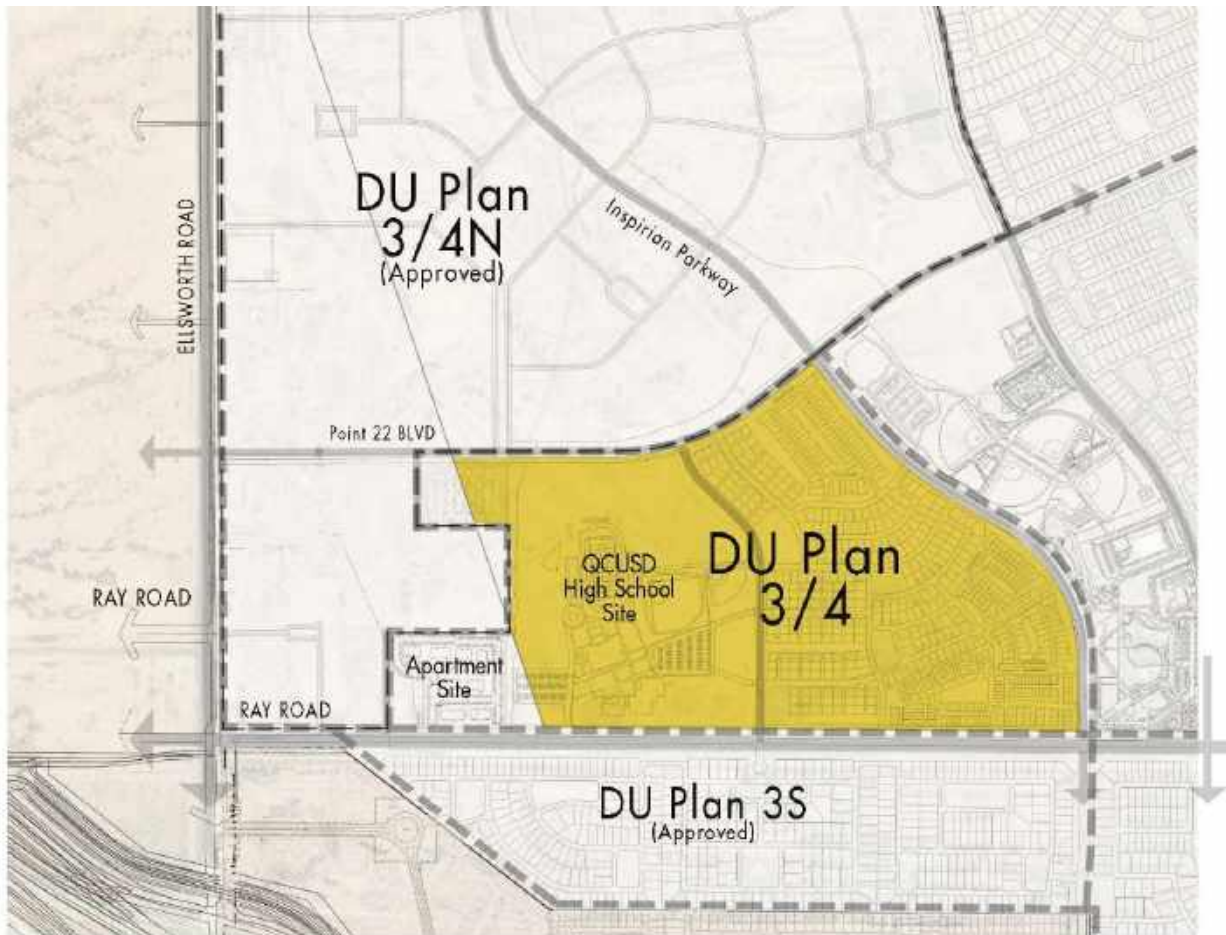 DU Plan
3/4N
(Approved)
Inspirian Parkway
ELLSWORTH ROAD
Point 22 BLVD
QCUSD
High School
Site
DU Plan
3/4
RAY ROAD
Apartment
Site
RAY ROAD
DU Plan 3S
(Approved)